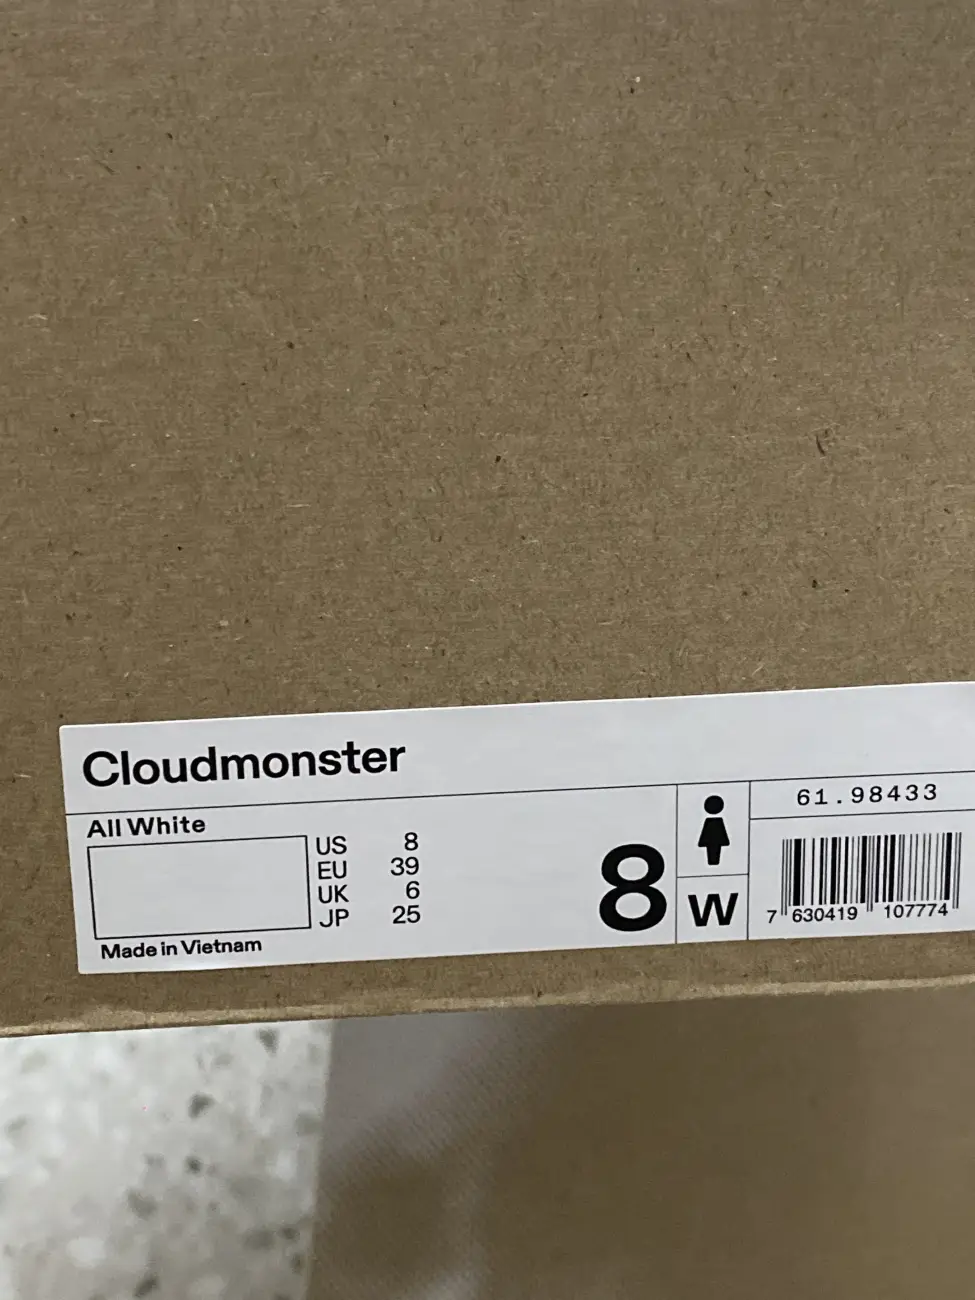 Cloudmonster
All White
US 8
EU 39
UK 6
JP 25
Made in Vietnam
8
W
61.98433
7 630419 107774